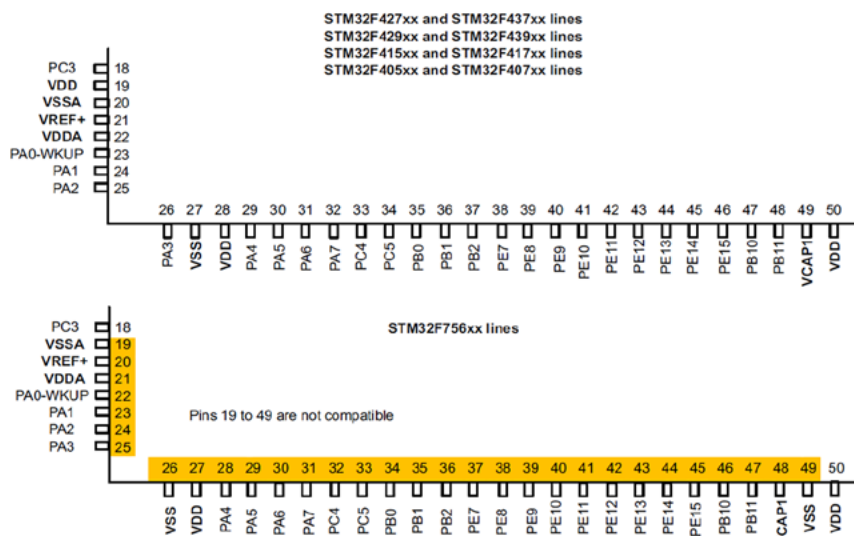 STM32F427xx and STM32F437xx lines
STM32F429xx and STM32F439xx lines
STM32F415xx and STM32F417xx lines
STM32F405xx and STM32F407xx lines
PC3 18
VDD 19
VSSA 20
VREF+ 21
VDDA 22
PA0-WKUP 23
PA1 24
PA2 25
26 27 28 29 30 31 32 33 34 35 36 37 38 39 40 41 42 43 44 45 46 47 48 49 50
PA3 VSS VDD PA4 PA5 PA6 PA7 PC4 PC5 PB0 PB1 PB2 PE7 PE8 PE9 PE10 PE11 PE12 PE13 PE14 PE15 PB10 PB11 VCAP1 VDD
STM32F756xx lines
PC3 18
VSSA 19
VREF+ 20
VDDA 21
PA0-WKUP 22
PA1 23
PA2 24
PA3 25
Pins 19 to 49 are not compatible
26 27 28 29 30 31 32 33 34 35 36 37 38 39 40 41 42 43 44 45 46 47 48 49 50
VSS VDD PA4 PA5 PA6 PA7 PC4 PC5 PB0 PB1 PB2 PE7 PE8 PE9 PE10 PE11 PE12 PE13 PE14 PE15 PB10 PB11 CAP1 VSS VDD